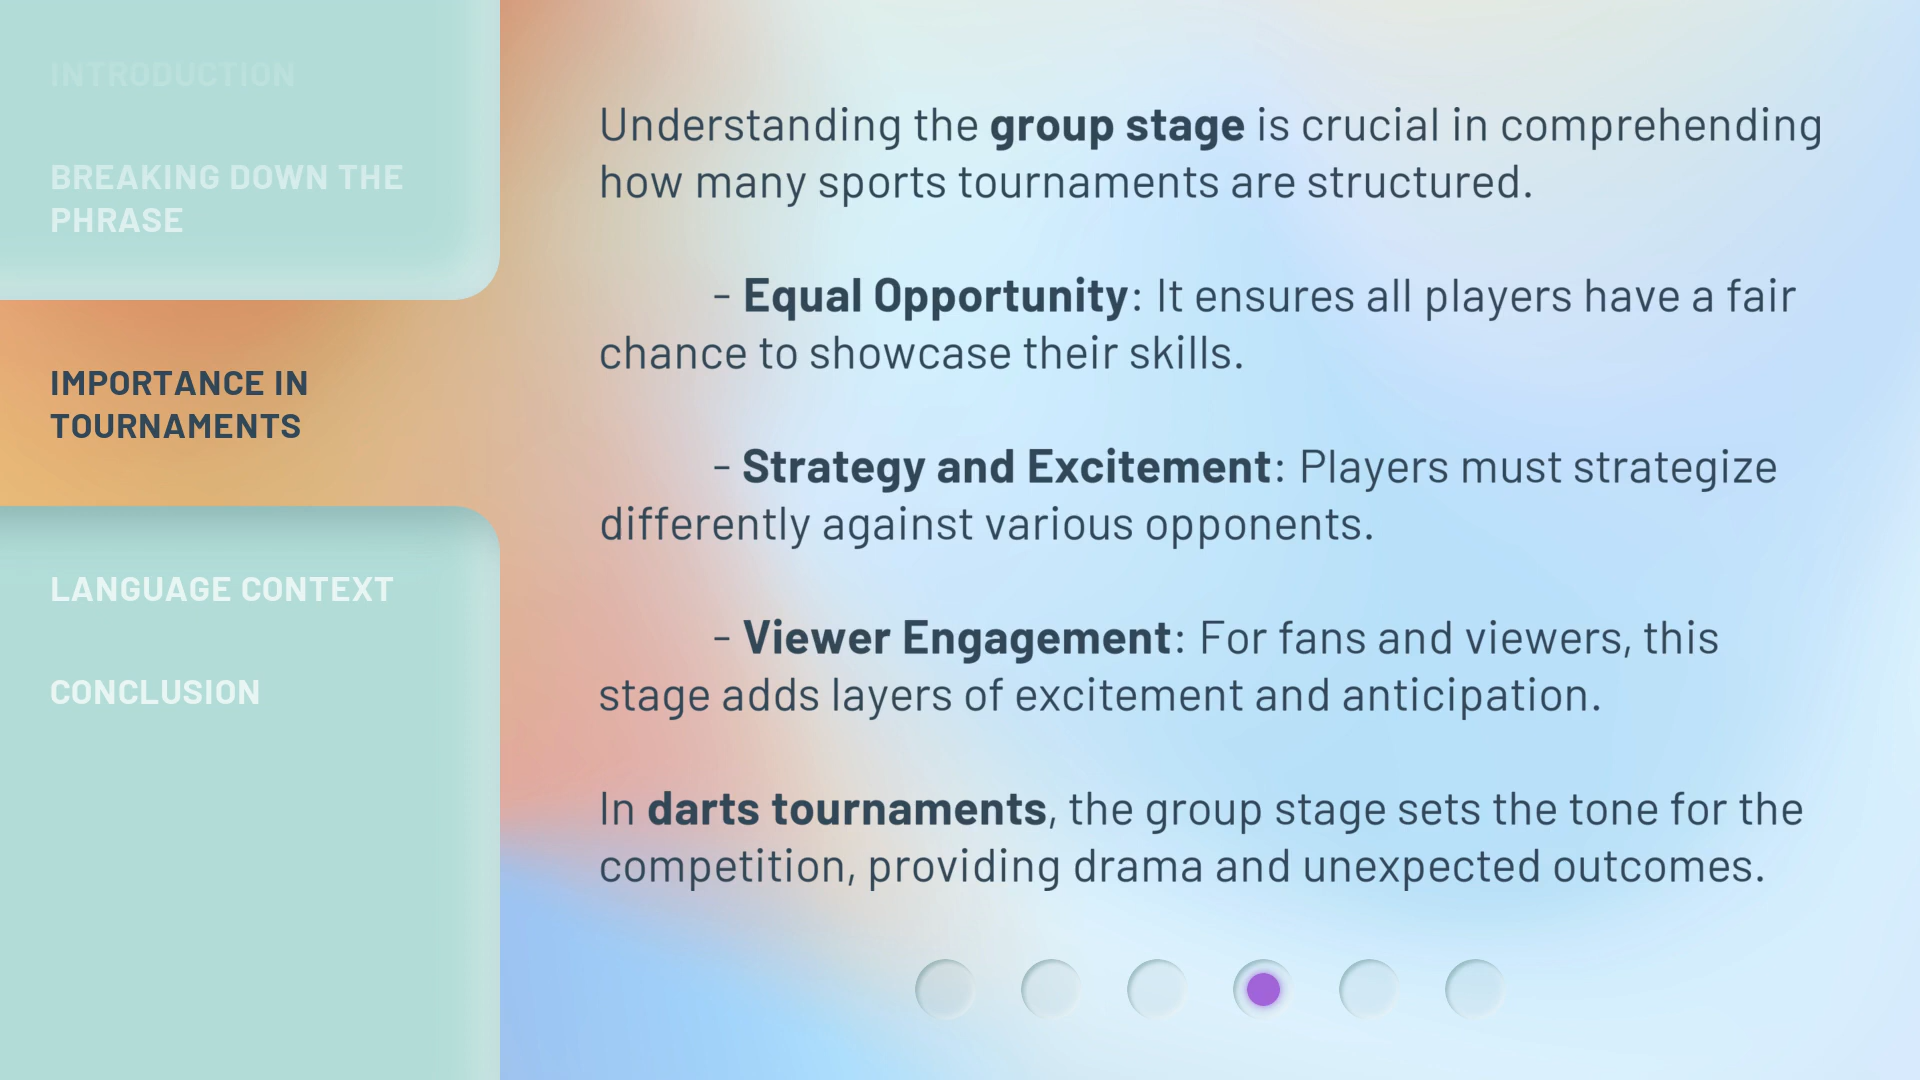 INTRODUCTION
BREAKING DOWN THE
PHRASE
IMPORTANCE IN
TOURNAMENTS
LANGUAGE CONTEXT
CONCLUSION
Understanding the group stage is crucial in comprehending
how many sports tournaments are structured.
- Equal Opportunity: It ensures all players have a fair
chance to showcase their skills.
- Strategy and Excitement: Players must strategize
differently against various opponents.
- Viewer Engagement: For fans and viewers, this
stage adds layers of excitement and anticipation.
In darts tournaments, the group stage sets the tone for the
competition, providing drama and unexpected outcomes.